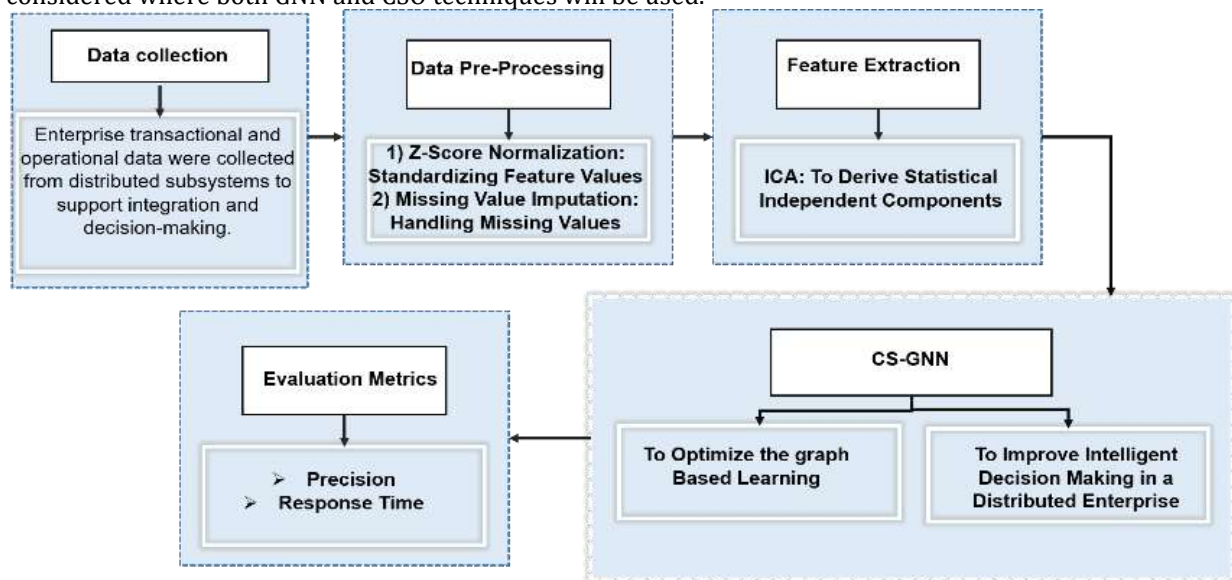 considered where both GNN and CSO techniques will be used.
Data collection
Enterprise transactional and
operational data were collected
from distributed subsystems to
support integration and
decision-making.
Data Pre-Processing
1) Z-Score Normalization:
Standardizing Feature Values
2) Missing Value Imputation:
Handling Missing Values
Feature Extraction
ICA: To Derive Statistical
Independent Components
CS-GNN
To Optimize the graph
Based Learning
To Improve Intelligent
Decision Making in a
Distributed Enterprise
Evaluation Metrics
➢ Precision
➢ Response Time